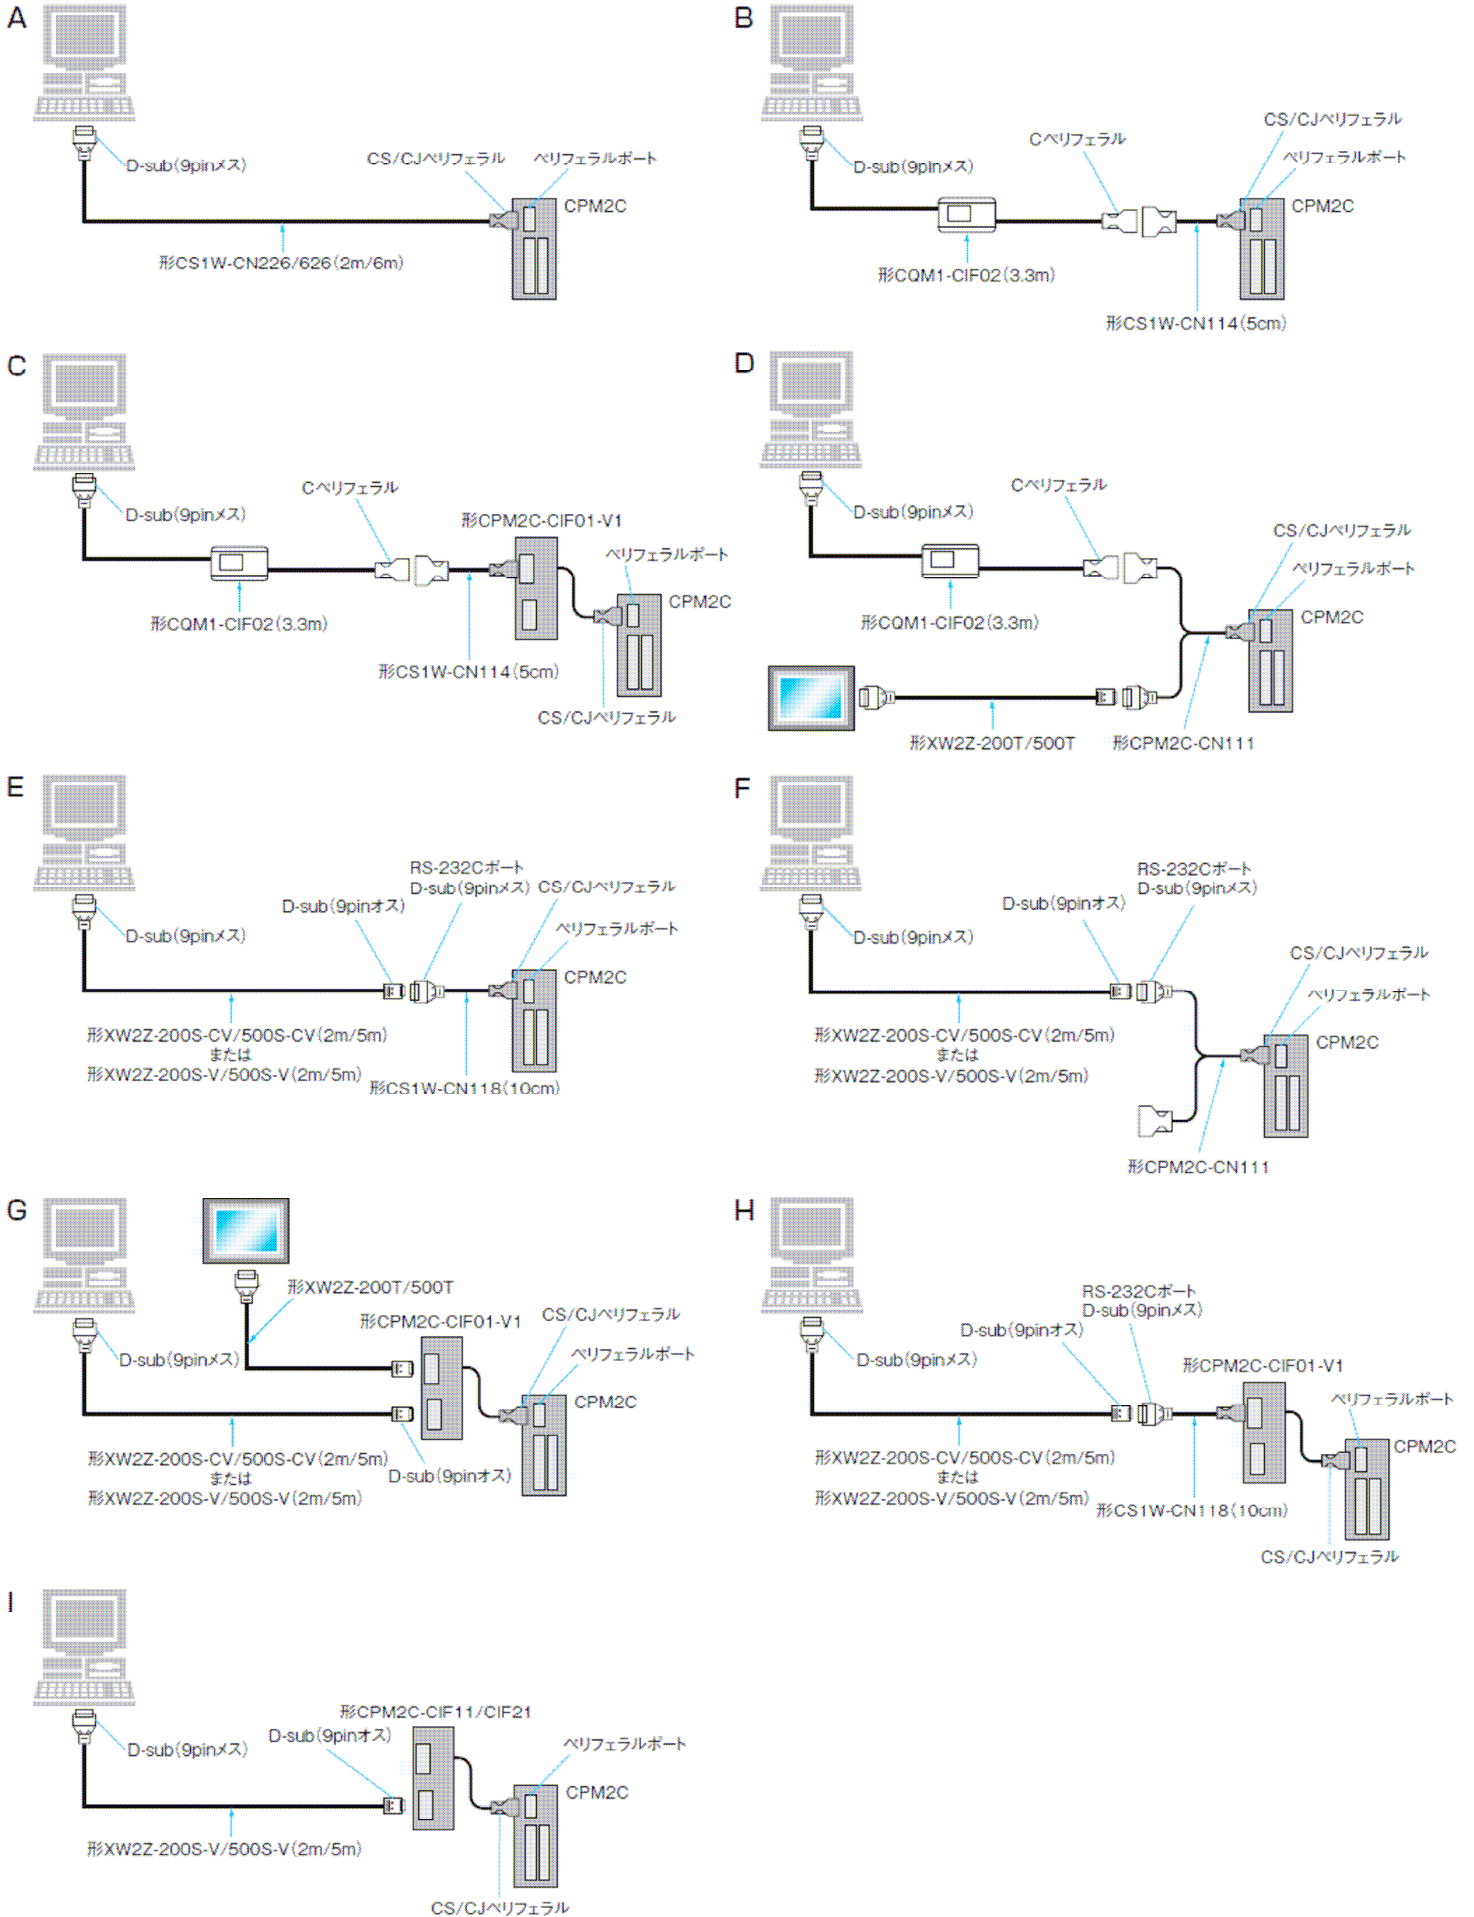 A
D-sub(9pinメス)
CS/CJペリフェラル
ペリフェラルポート
CPM2C
形CS1W-CN226/626(2m/6m)
B
D-sub(9pinメス)
Cペリフェラル
CS/CJペリフェラル
ペリフェラルポート
CPM2C
形CQM1-CIF02(3.3m)
形CS1W-CN114(5cm)
C
D-sub(9pinメス)
Cペリフェラル
形CPM2C-CIF01-V1
ペリフェラルポート
CPM2C
形CQM1-CIF02(3.3m)
形CS1W-CN114(5cm)
CS/CJペリフェラル
D
D-sub(9pinメス)
Cペリフェラル
CS/CJペリフェラル
ペリフェラルポート
CPM2C
形CQM1-CIF02(3.3m)
形XW2Z-200T/500T
形CPM2C-CN111
E
D-sub(9pinメス)
D-sub(9pinオス)
RS-232Cポート
D-sub(9pinメス)
CS/CJペリフェラル
ペリフェラルポート
CPM2C
形XW2Z-200S-CV/500S-CV(2m/5m)
または
形XW2Z-200S-V/500S-V(2m/5m)
形CS1W-CN118(10cm)
F
D-sub(9pinメス)
D-sub(9pinオス)
RS-232Cポート
D-sub(9pinメス)
CS/CJペリフェラル
ペリフェラルポート
CPM2C
形XW2Z-200S-CV/500S-CV(2m/5m)
または
形XW2Z-200S-V/500S-V(2m/5m)
形CPM2C-CN111
G
形XW2Z-200T/500T
D-sub(9pinメス)
形CPM2C-CIF01-V1
CS/CJペリフェラル
ペリフェラルポート
CPM2C
形XW2Z-200S-CV/500S-CV(2m/5m)
または
形XW2Z-200S-V/500S-V(2m/5m)
D-sub(9pinオス)
H
D-sub(9pinメス)
D-sub(9pinオス)
RS-232Cポート
D-sub(9pinメス)
形CPM2C-CIF01-V1
ペリフェラルポート
CPM2C
形XW2Z-200S-CV/500S-CV(2m/5m)
または
形XW2Z-200S-V/500S-V(2m/5m)
形CS1W-CN118(10cm)
CS/CJペリフェラル
I
D-sub(9pinメス)
D-sub(9pinオス)
形CPM2C-CIF11/CIF21
ペリフェラルポート
CPM2C
形XW2Z-200S-V/500S-V(2m/5m)
CS/CJペリフェラル